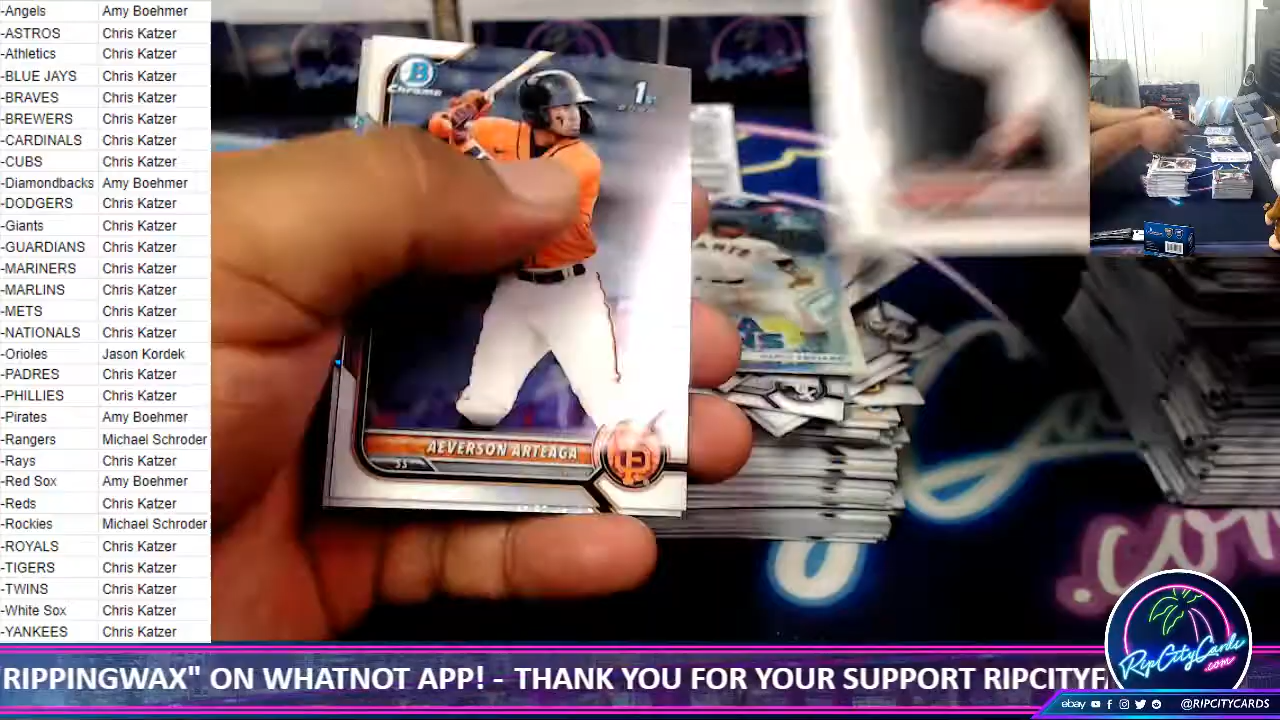 -Angels Amy Boehmer
-ASTROS Chris Katzer
-Athletics Chris Katzer
-BLUE JAYS Chris Katzer
-BRAVES Chris Katzer
-BREWERS Chris Katzer
-CARDINALS Chris Katzer
-CUBS Chris Katzer
-Diamondbacks Amy Boehmer
-DODGERS Chris Katzer
-Giants Chris Katzer
-GUARDIANS Chris Katzer
-MARINERS Chris Katzer
-MARLINS Chris Katzer
-METS Chris Katzer
-NATIONALS Chris Katzer
-Orioles Jason Kordek
-PADRES Chris Katzer
-PHILLIES Chris Katzer
-Pirates Amy Boehmer
-Rangers Michael Schroder
-Rays Chris Katzer
-Red Sox Amy Boehmer
-Reds Chris Katzer
-Rockies Michael Schroder
-ROYALS Chris Katzer
-TIGERS Chris Katzer
-TWINS Chris Katzer
-White Sox Chris Katzer
-YANKEES Chris Katzer
B
Chrome
1st
AEVERSON ARTEAGA
SS
SF
.com
RipCityCards
.com
RIPPINGWAX" ON WHATNOT APP! - THANK YOU FOR YOUR SUPPORT RIPCITYF
ebay @RIPCITYCARDS